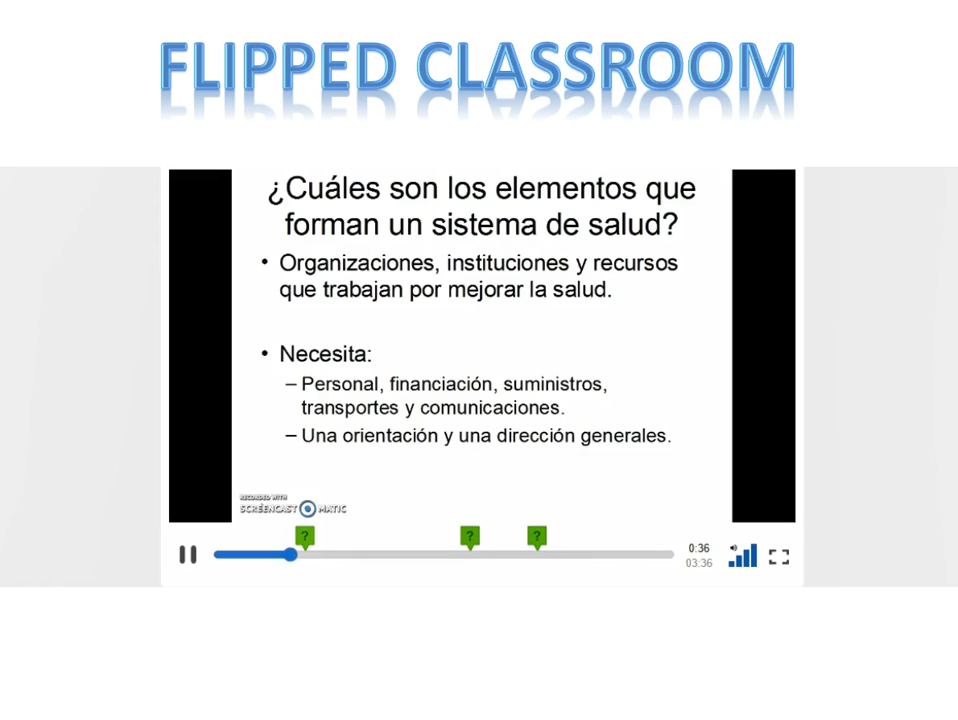 FLIPPED CLASSROOM
¿Cuáles son los elementos que
forman un sistema de salud?
• Organizaciones, instituciones y recursos
que trabajan por mejorar la salud.
• Necesita:
– Personal, financiación, suministros,
transportes y comunicaciones.
– Una orientación y una dirección generales.
RECORDED WITH
SCREENCAST MATIC
? ? ?
0:36
03:36